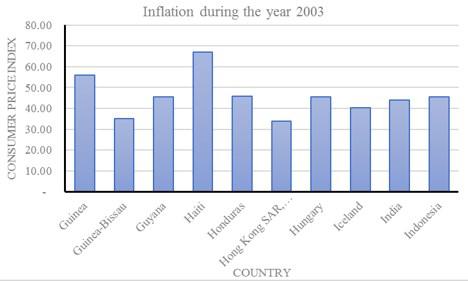 Inflation during the year 2003
CONSUMER PRICE INDEX
80.00
70.00
60.00
50.00
40.00
30.00
20.00
10.00
-
Guinea
Guinea-Bissau
Guyana
Haiti
Honduras
Hong Kong SAR,…
Hungary
Iceland
India
Indonesia
COUNTRY